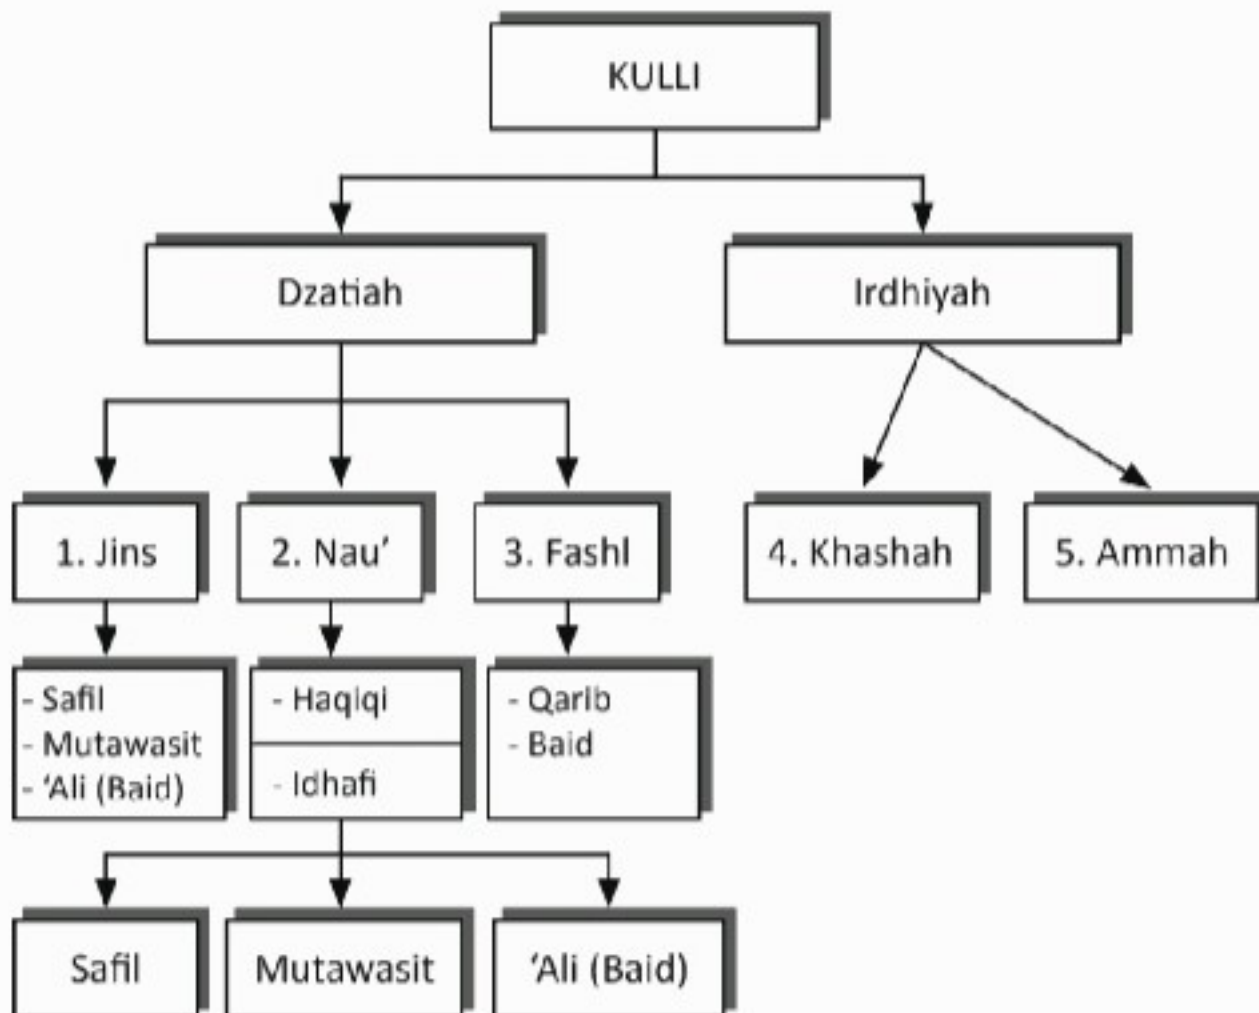 KULLI
Dzatiah
Irdhiyah
1. Jins
2. Nau’
3. Fashl
4. Khashah
5. Ammah
- Safil
- Mutawasit
- ‘Ali (Baid)
- Haqiqi
- Idhafi
- Qarib
- Baid
Safil
Mutawasit
‘Ali (Baid)